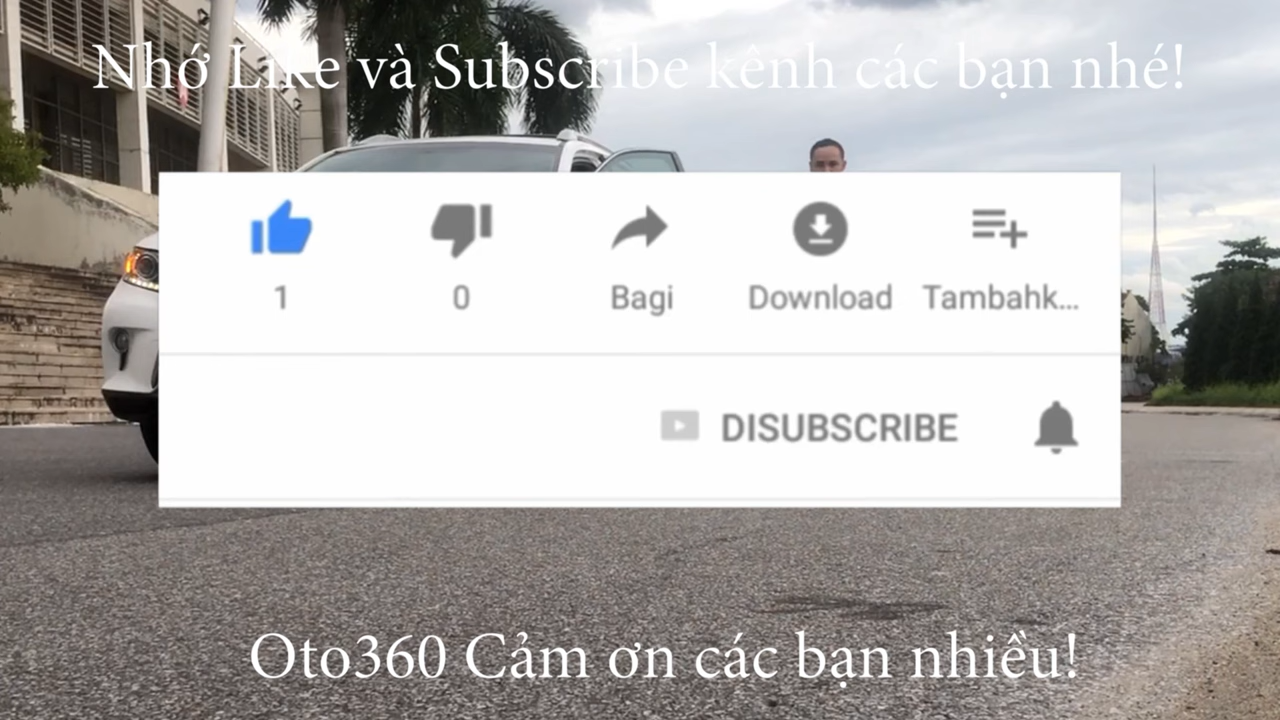 Nhớ Like và Subscribe kênh các bạn nhé!
1 0 Bagi Download Tambahk...
DISUBSCRIBE
Oto360 Cảm ơn các bạn nhiều!